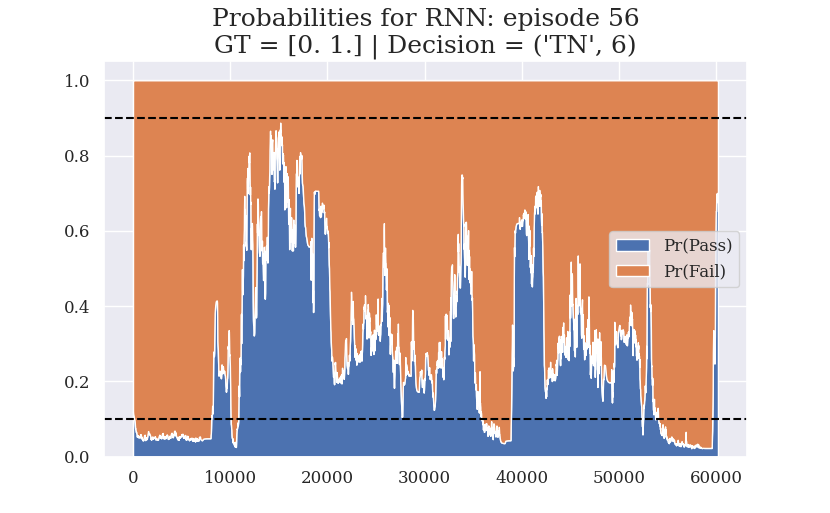 Probabilities for RNN: episode 56
GT = [0. 1.] | Decision = ('TN', 6)
1.0
0.8
0.6
0.4
0.2
0.0
Pr(Pass)
Pr(Fail)
0 10000 20000 30000 40000 50000 60000